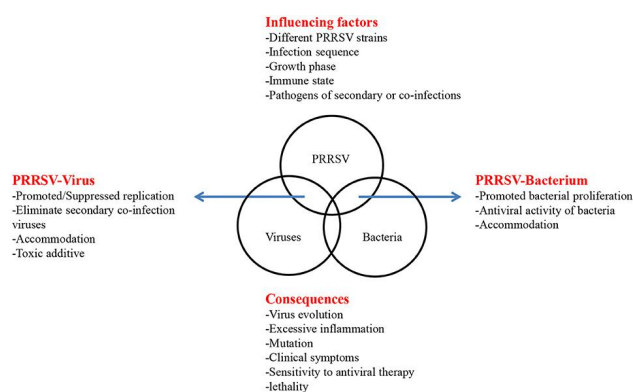 Influencing factors
-Different PRRSV strains
-Infection sequence
-Growth phase
-Immune state
-Pathogens of secondary or co-infections
PRRSV
PRRSV-Virus
-Promoted/Suppressed replication
-Eliminate secondary co-infection
viruses
-Accommodation
-Toxic additive
PRRSV-Bacterium
-Promoted bacterial proliferation
-Antiviral activity of bacteria
-Accommodation
Viruses
Bacteria
Consequences
-Virus evolution
-Excessive inflammation
-Mutation
-Clinical symptoms
-Sensitivity to antiviral therapy
-lethality